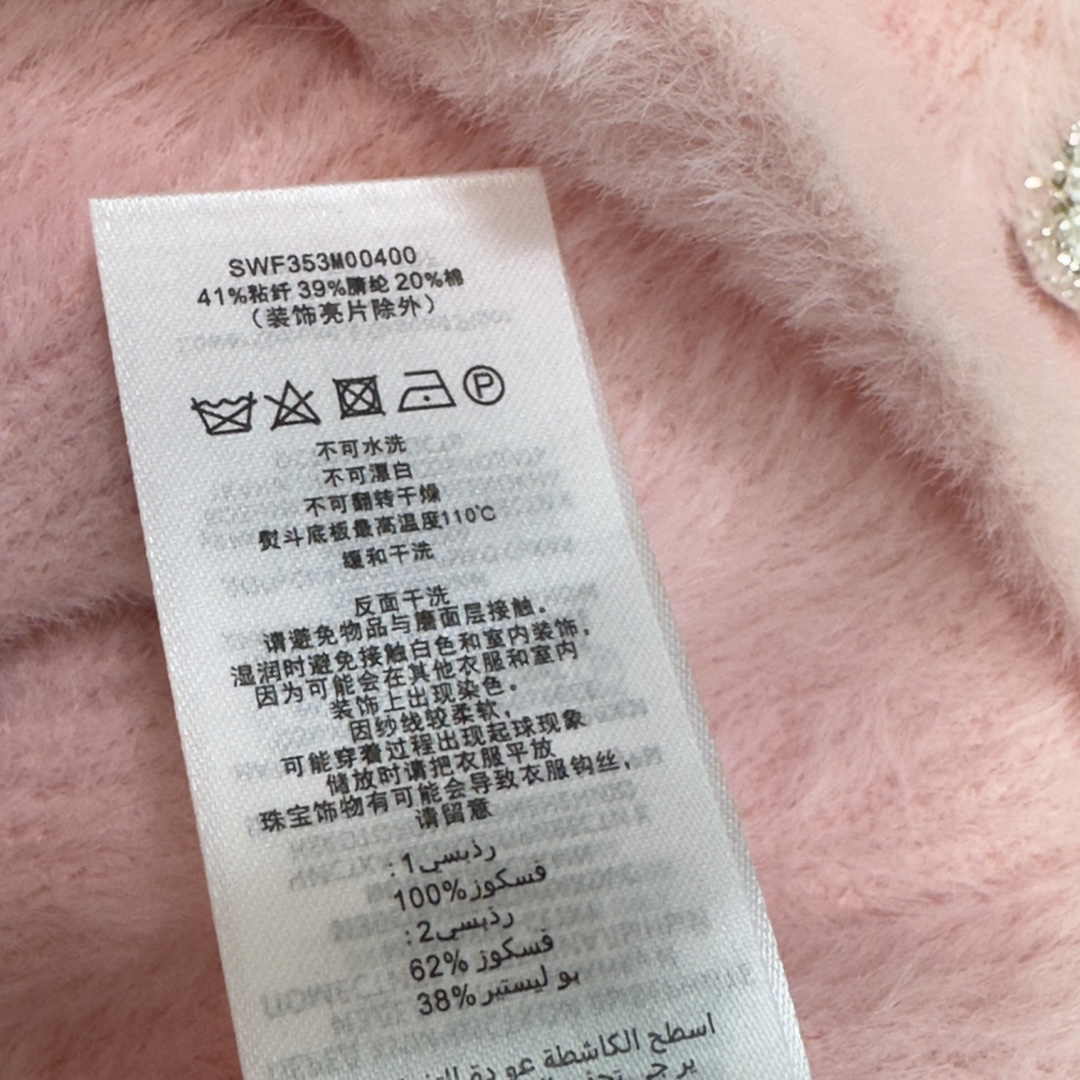 SWF353M00400
41%粘纤 39%腈纶 20%棉
（装饰亮片除外）
P
不可水洗
不可漂白
不可翻转干燥
熨斗底板最高温度110℃
缓和干洗
反面干洗
请避免物品与磨面层接触。
湿润时避免接触白色和室内装饰，
因为可能会在其他衣服和室内
装饰上出现染色。
因纱线较柔软，
可能穿着过程出现起球现象
储放时请把衣服平放
珠宝饰物有可能会导致衣服钩丝，
请留意
رذبسي1:
فسكوز%100
رذبسي2:
فسكوز %62
بو ليستبر%38
اسطح الكاشطة